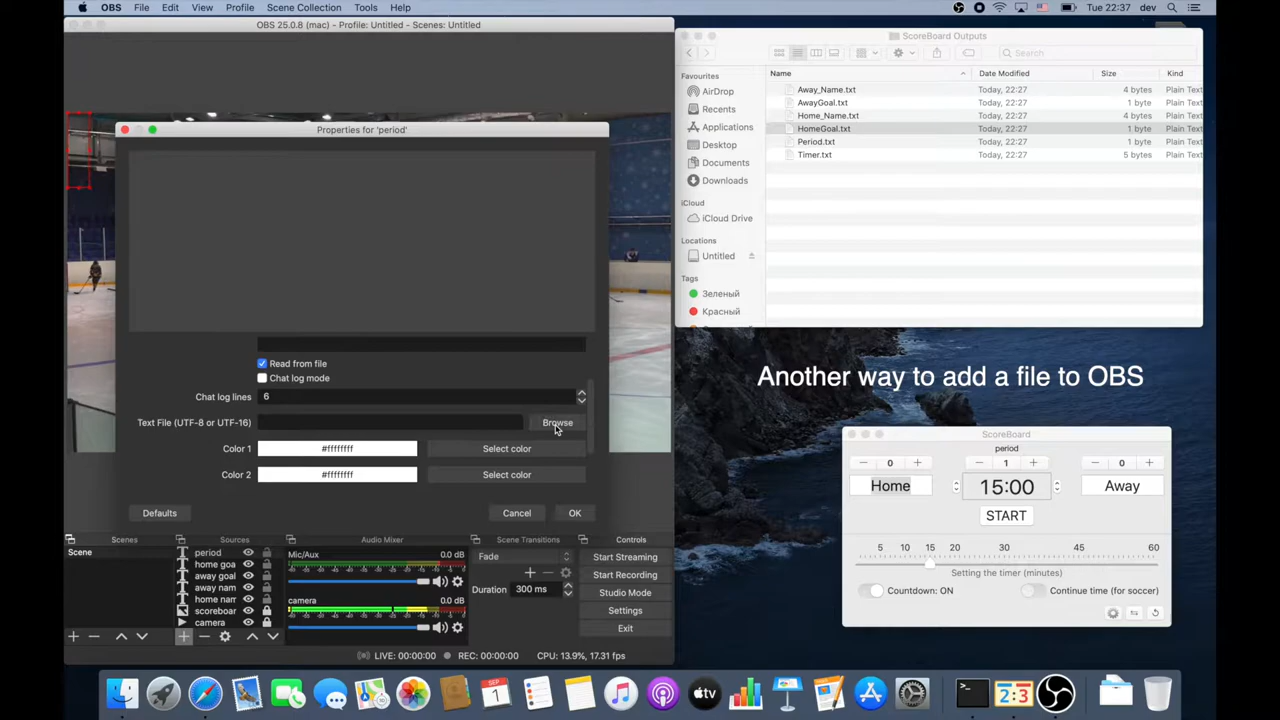 OBS File Edit View Profile Scene Collection Tools Help
Tue 22:37 dev
OBS 25.0.8 (mac) - Profile: Untitled - Scenes: Untitled
Properties for 'period'
Read from file
Chat log mode
Chat log lines 6
Text File (UTF-8 or UTF-16) Browse
Color 1 #ffffffff Select color
Color 2 #ffffffff Select color
Defaults Cancel OK
Scenes Sources Audio Mixer Scene Transitions Controls
Scene
period
home goa
away goal
away nam
home nam
scoreboar
camera
Mic/Aux 0.0 dB
camera 0.0 dB
Fade
Duration 300 ms
Start Streaming
Start Recording
Studio Mode
Settings
Exit
LIVE: 00:00:00 REC: 00:00:00 CPU: 13.9%, 17.31 fps
ScoreBoard Outputs
Search
Favourites
AirDrop
Recents
Applications
Desktop
Documents
Downloads
iCloud
iCloud Drive
Locations
Untitled
Tags
Зеленый
Красный
Name Date Modified Size Kind
Away_Name.txt Today, 22:27 4 bytes Plain Text
AwayGoal.txt Today, 22:27 1 byte Plain Text
Home_Name.txt Today, 22:27 4 bytes Plain Text
HomeGoal.txt Today, 22:27 1 byte Plain Text
Period.txt Today, 22:27 1 byte Plain Text
Timer.txt Today, 22:27 5 bytes Plain Text
Another way to add a file to OBS
ScoreBoard
period
0 1 0
Home 15:00 Away
START
5 10 15 20 30 45 60
Setting the timer (minutes)
Countdown: ON Continue time (for soccer)
SEP
1
tv
2:3